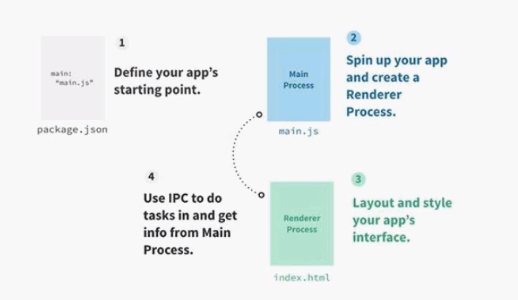 1
Define your app's
starting point.
main:
"main.js"
package.json
2
Spin up your app
and create a
Renderer
Process.
Main
Process
main.js
3
Layout and style
your app's
interface.
Renderer
Process
index.html
4
Use IPC to do
tasks in and get
info from Main
Process.